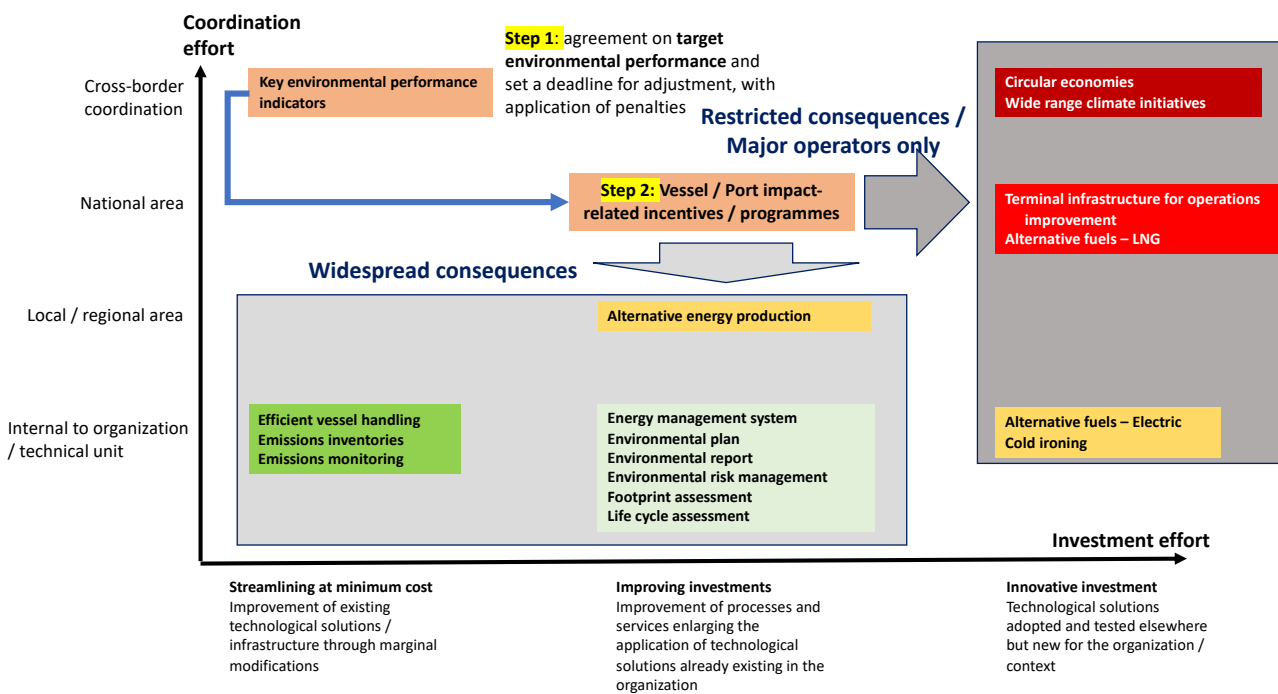 Coordination
effort
Cross-border
coordination
Key environmental performance
indicators
Step 1: agreement on target
environmental performance and
set a deadline for adjustment, with
application of penalties
Circular economies
Wide range climate initiatives
Restricted consequences /
Major operators only
National area
Step 2: Vessel / Port impact-
related incentives / programmes
Terminal infrastructure for operations
improvement
Alternative fuels – LNG
Widespread consequences
Local / regional area
Alternative energy production
Internal to organization
/ technical unit
Efficient vessel handling
Emissions inventories
Emissions monitoring
Energy management system
Environmental plan
Environmental report
Environmental risk management
Footprint assessment
Life cycle assessment
Alternative fuels – Electric
Cold ironing
Investment effort
Streamlining at minimum cost
Improvement of existing
technological solutions /
infrastructure through marginal
modifications
Improving investments
Improvement of processes and
services enlarging the
application of technological
solutions already existing in the
organization
Innovative investment
Technological solutions
adopted and tested elsewhere
but new for the organization /
context